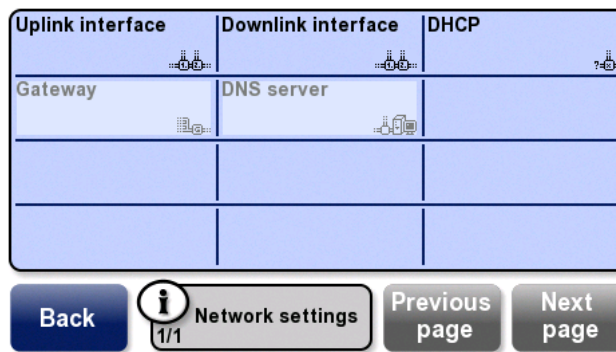 Uplink interface
Downlink interface
DHCP
Gateway
DNS server
Back
i
1/1
Network settings
Previous
page
Next
page